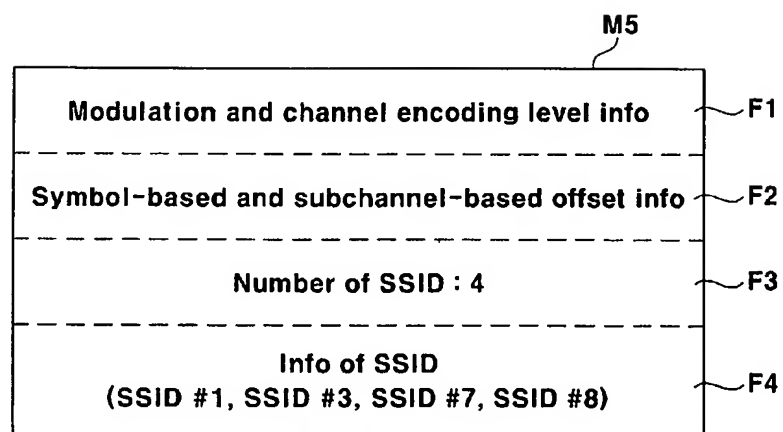 M5
Modulation and channel encoding level info
F1
Symbol-based and subchannel-based offset info
F2
Number of SSID : 4
F3
Info of SSID
(SSID #1, SSID #3, SSID #7, SSID #8)
F4